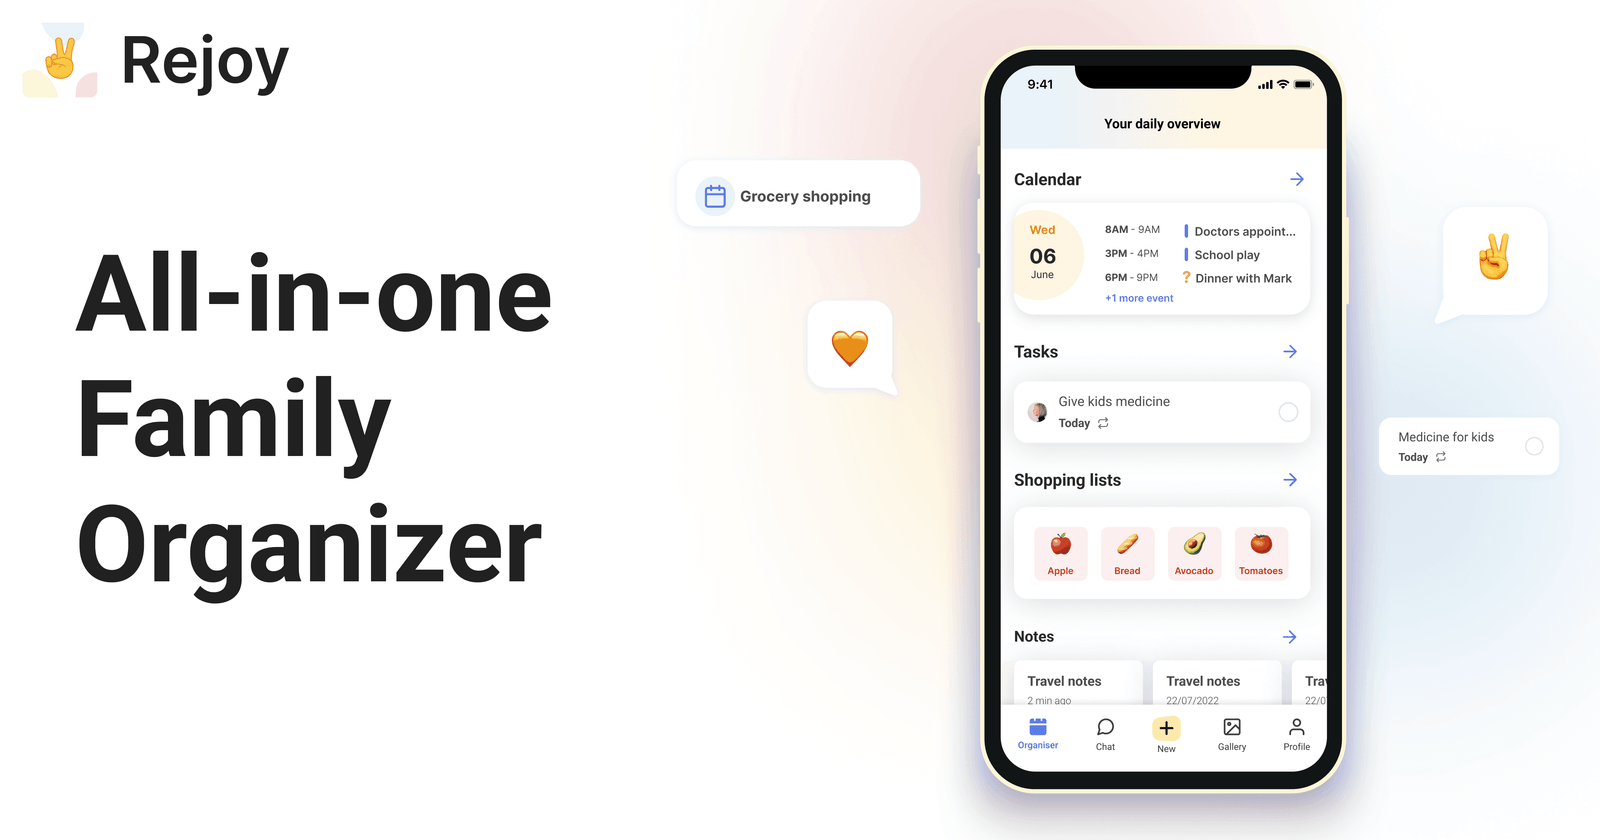 Rejoy
All-in-one
Family
Organizer
Grocery shopping
9:41
Your daily overview
Calendar
Wed
06
June
8AM - 9AM
Doctors appoint...
3PM - 4PM
School play
6PM - 9PM
? Dinner with Mark
+1 more event
Tasks
Give kids medicine
Today
Shopping lists
Apple
Bread
Avocado
Tomatoes
Notes
Travel notes
2 min ago
Travel notes
22/07/2022
Trav
22/0
Organiser
Chat
New
Gallery
Profile
Medicine for kids
Today